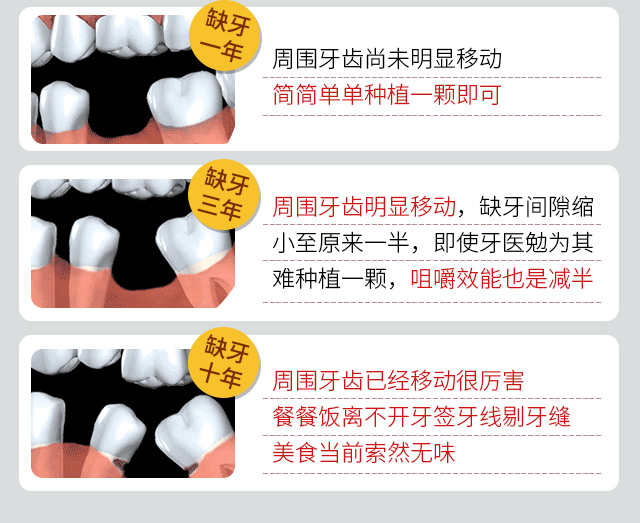 缺牙
一年
周围牙齿尚未明显移动
简简单单种植一颗即可
缺牙
三年
周围牙齿明显移动，缺牙间隙缩
小至原来一半，即使牙医勉为其
难种植一颗，咀嚼效能也是减半
缺牙
十年
周围牙齿已经移动很厉害
餐餐饭离不开牙签牙线剔牙缝
美食当前索然无味